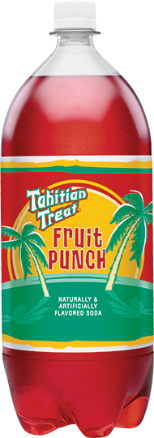 Tahitian
Treat
Fruit
PUNCH
NATURALLY &
ARTIFICIALLY
FLAVORED SODA